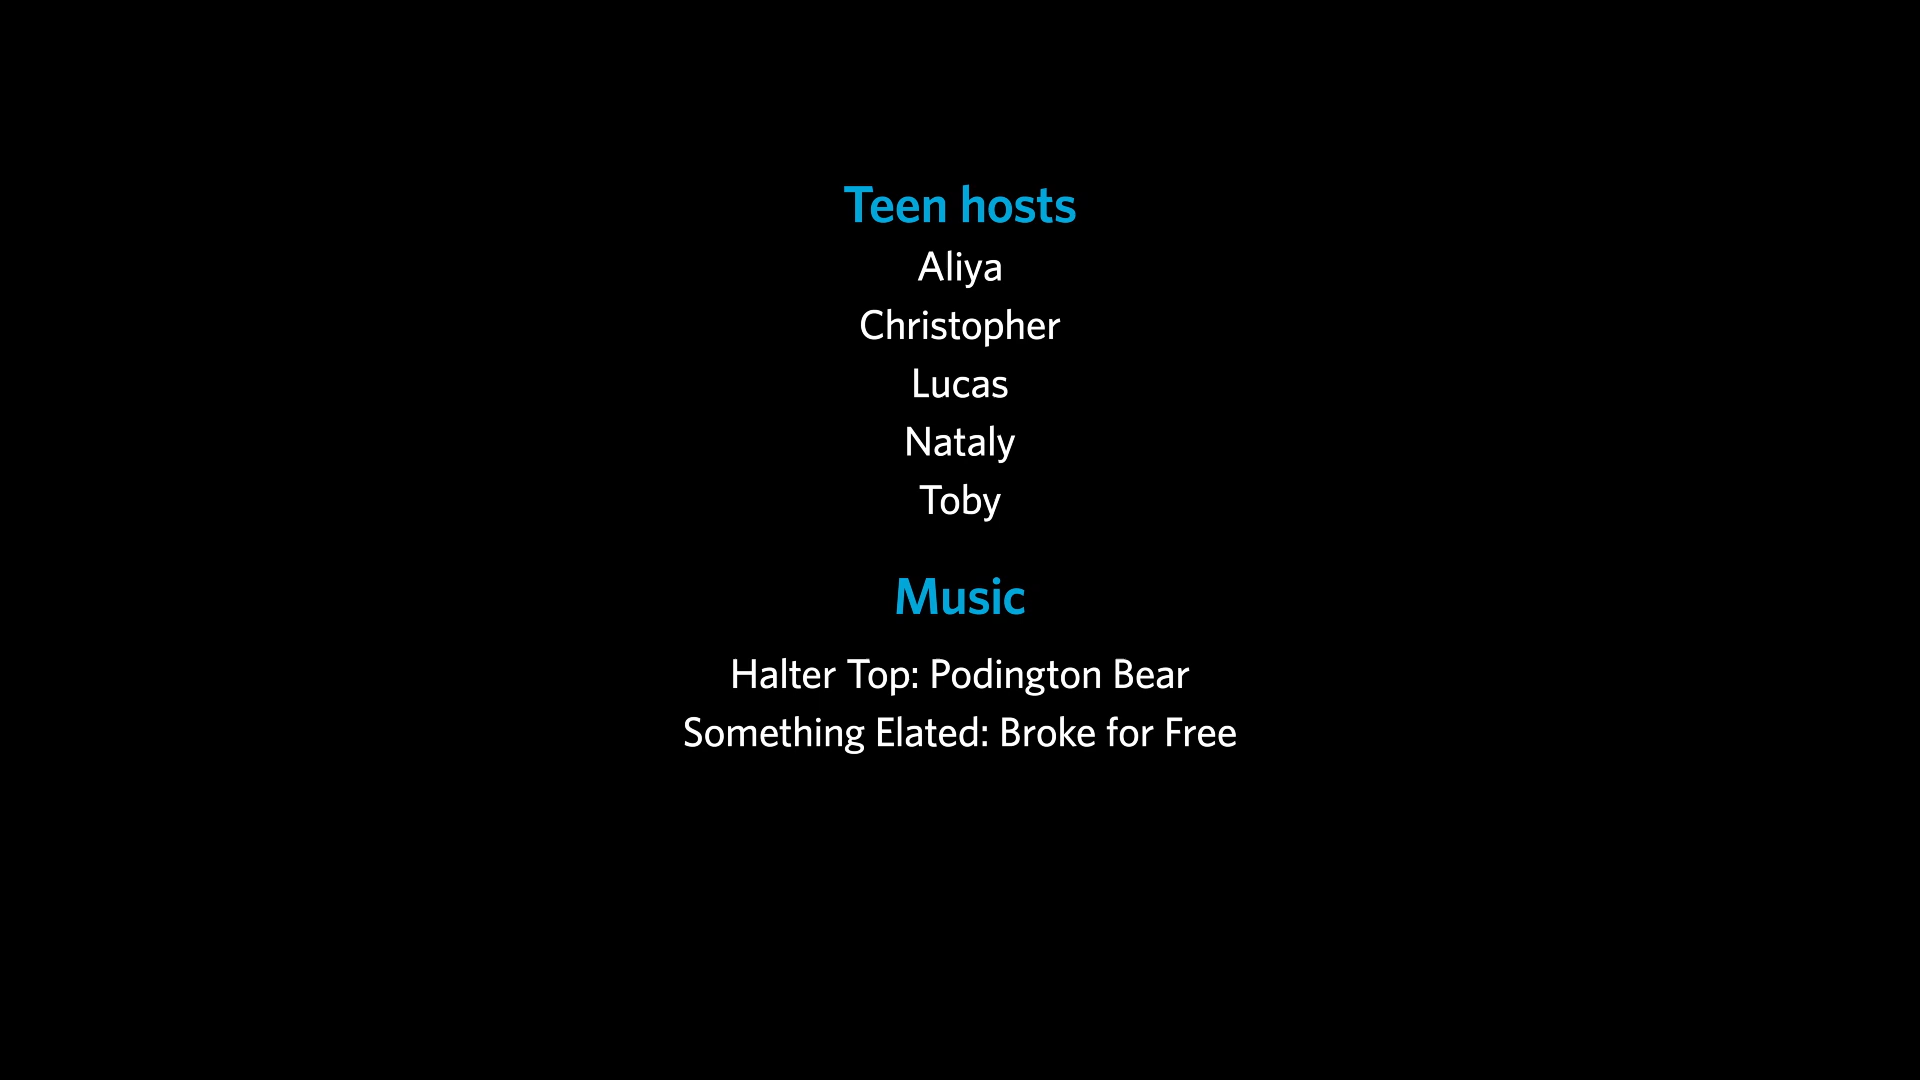 Teen hosts
Aliya
Christopher
Lucas
Nataly
Toby
Music
Halter Top: Podington Bear
Something Elated: Broke for Free